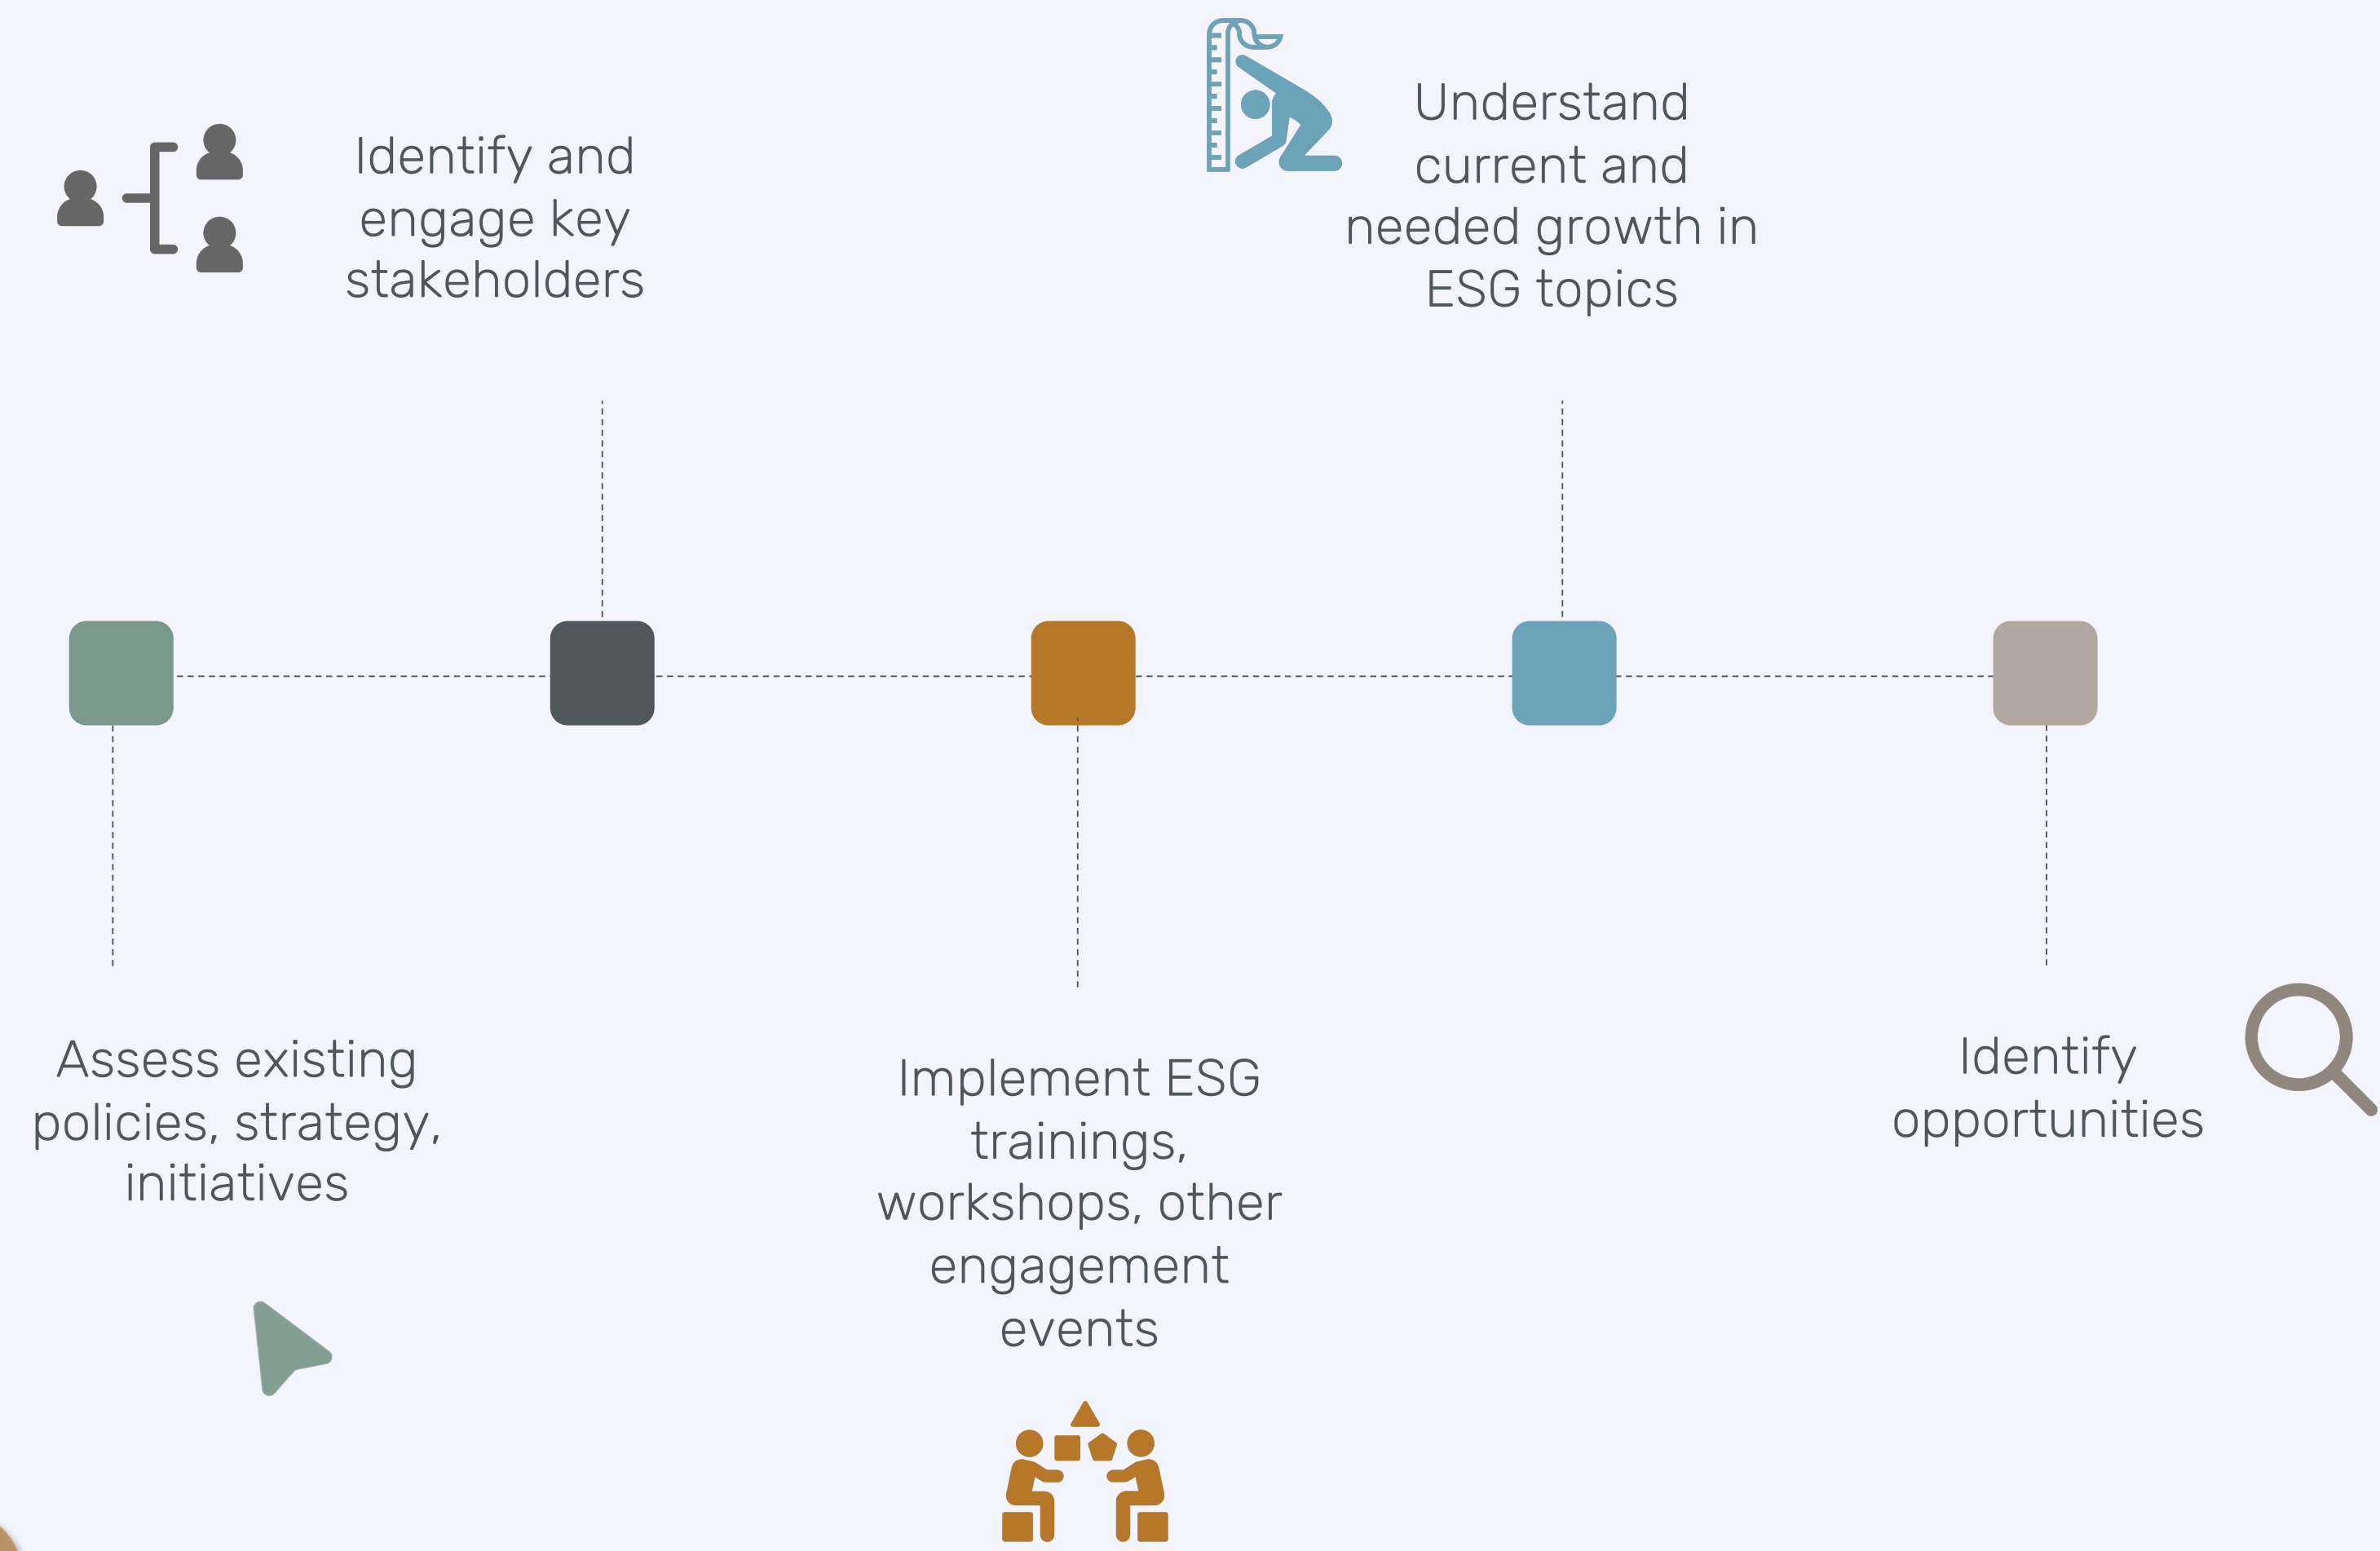 Identify and
engage key
stakeholders
Understand
current and
needed growth in
ESG topics
Assess existing
policies, strategy,
initiatives
Implement ESG
trainings,
workshops, other
engagement
events
Identify
opportunities